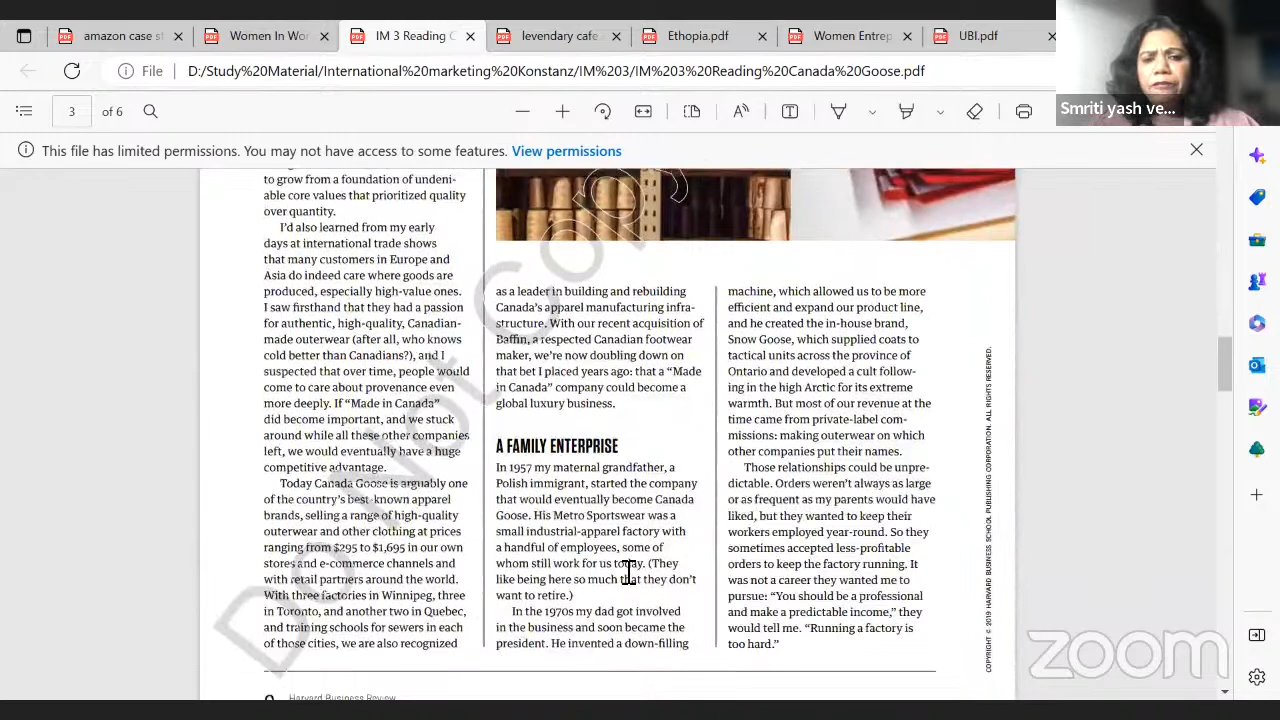 amazon case st
Women In Wor
IM 3 Reading C
levendary cafe
Ethopia.pdf
Women Entrep
UBI.pdf
File
D:/Study%20Material/International%20marketing%20Konstanz/IM%203/IM%203%20Reading%20Canada%20Goose.pdf
3 of 6
Smriti yash ve...
This file has limited permissions. You may not have access to some features. View permissions
to grow from a foundation of undeni-
able core values that prioritized quality
over quantity.
I'd also learned from my early
days at international trade shows
that many customers in Europe and
Asia do indeed care where goods are
produced, especially high-value ones.
I saw firsthand that they had a passion
for authentic, high-quality, Canadian-
made outerwear (after all, who knows
cold better than Canadians?), and I
suspected that over time, people would
come to care about provenance even
more deeply. If “Made in Canada”
did become important, and we stuck
around while all these other companies
left, we would eventually have a huge
competitive advantage.
Today Canada Goose is arguably one
of the country's best-known apparel
brands, selling a range of high-quality
outerwear and other clothing at prices
ranging from $295 to $1,695 in our own
stores and e-commerce channels and
with retail partners around the world.
With three factories in Winnipeg, three
in Toronto, and another two in Quebec,
and training schools for sewers in each
of those cities, we are also recognized
as a leader in building and rebuilding
Canada's apparel manufacturing infra-
structure. With our recent acquisition of
Baffin, a respected Canadian footwear
maker, we're now doubling down on
that bet I placed years ago: that a “Made
in Canada” company could become a
global luxury business.
A FAMILY ENTERPRISE
In 1957 my maternal grandfather, a
Polish immigrant, started the company
that would eventually become Canada
Goose. His Metro Sportswear was a
small industrial-apparel factory with
a handful of employees, some of
whom still work for us today. (They
like being here so much that they don't
want to retire.)
In the 1970s my dad got involved
in the business and soon became the
president. He invented a down-filling
machine, which allowed us to be more
efficient and expand our product line,
and he created the in-house brand,
Snow Goose, which supplied coats to
tactical units across the province of
Ontario and developed a cult follow-
ing in the high Arctic for its extreme
warmth. But most of our revenue at the
time came from private-label com-
missions: making outerwear on which
other companies put their names.
Those relationships could be unpre-
dictable. Orders weren't always as large
or as frequent as my parents would have
liked, but they wanted to keep their
workers employed year-round. So they
sometimes accepted less-profitable
orders to keep the factory running. It
was not a career they wanted me to
pursue: “You should be a professional
and make a predictable income,” they
would tell me. “Running a factory is
too hard.”
COPYRIGHT © 2019 HARVARD BUSINESS SCHOOL PUBLISHING CORPORATION. ALL RIGHTS RESERVED.
Do Not Copy
Harvard Business Review
zoom